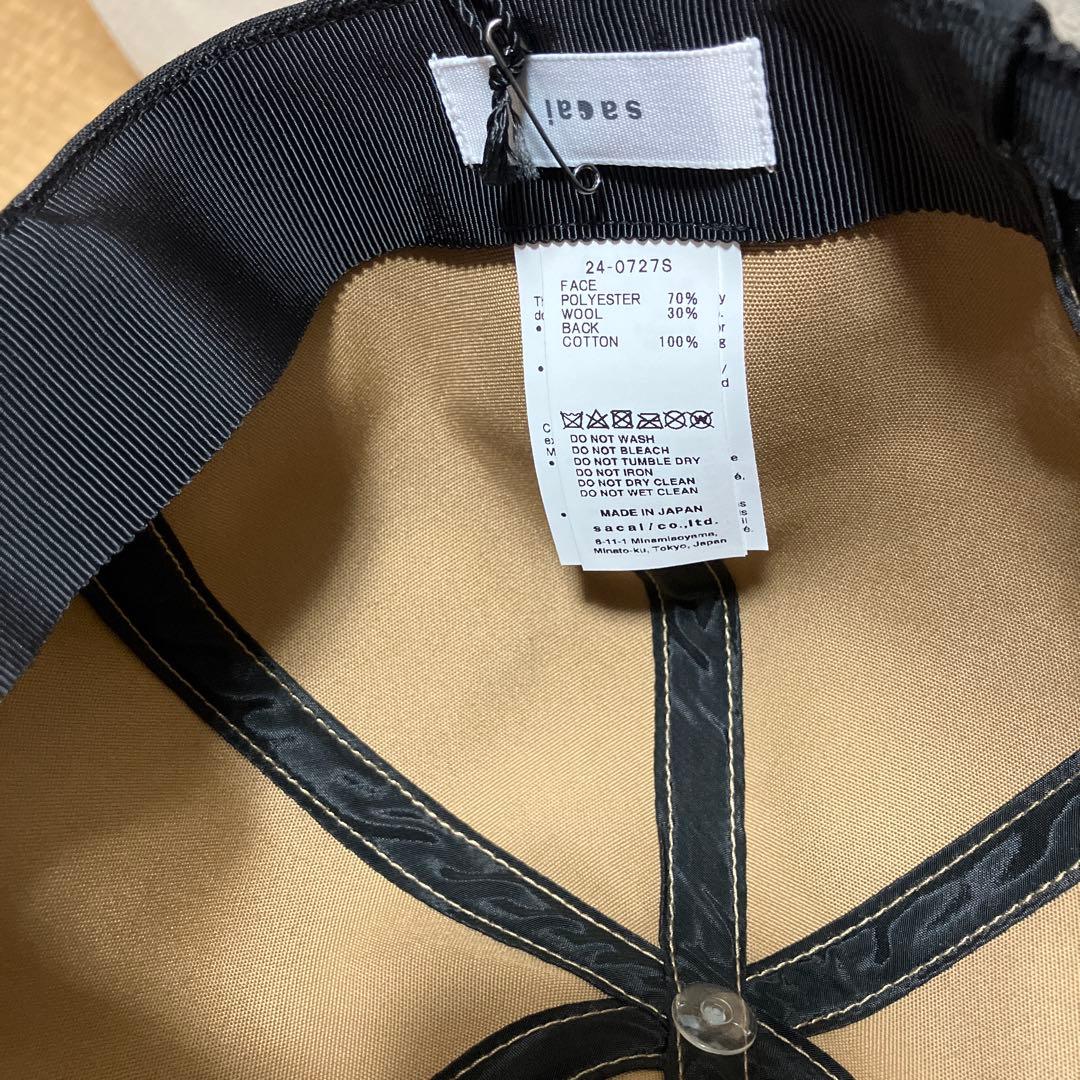 sacai
24-0727S
FACE
POLYESTER 70%
WOOL 30%
BACK
COTTON 100%
DO NOT WASH
DO NOT BLEACH
DO NOT TUMBLE DRY
DO NOT IRON
DO NOT DRY CLEAN
DO NOT WET CLEAN
MADE IN JAPAN
sacai/co.,ltd.
6-11-1 Minamiaoyama,
Minato-ku, Tokyo, Japan